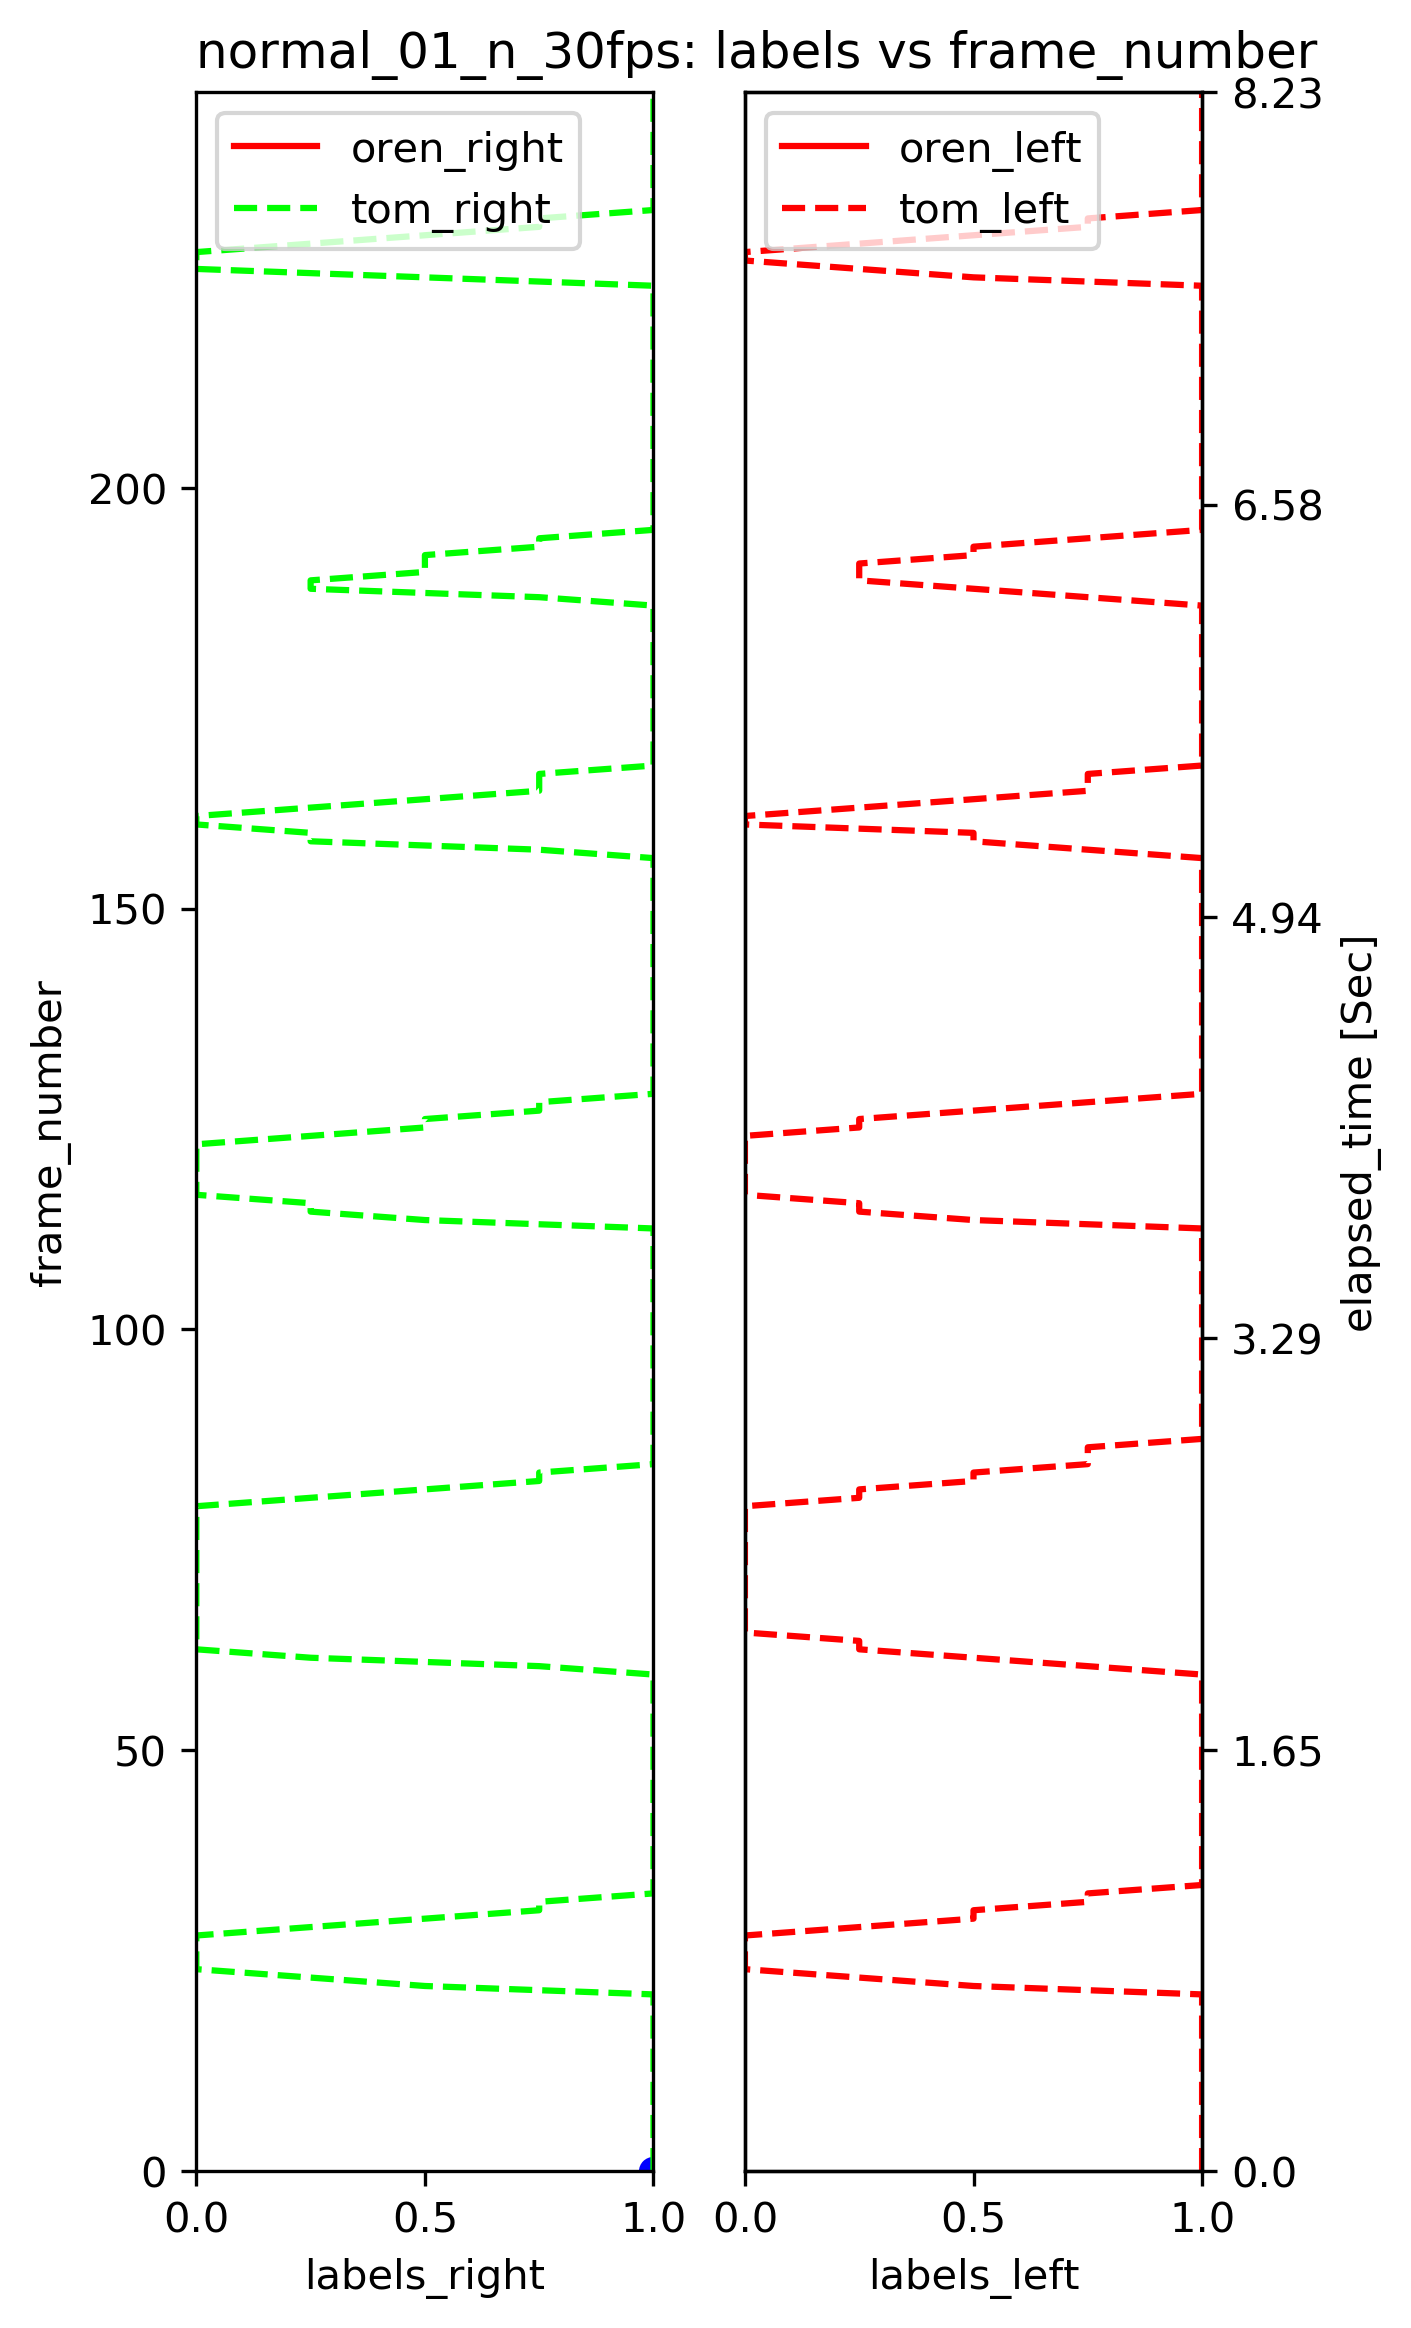 normal_01_n_30fps: labels vs frame_number
oren_right
tom_right
oren_left
tom_left
200
150
100
50
0
frame_number
0.0
0.5
1.0
labels_right
0.0
0.5
1.0
labels_left
8.23
6.58
4.94
3.29
1.65
0.0
elapsed_time [Sec]